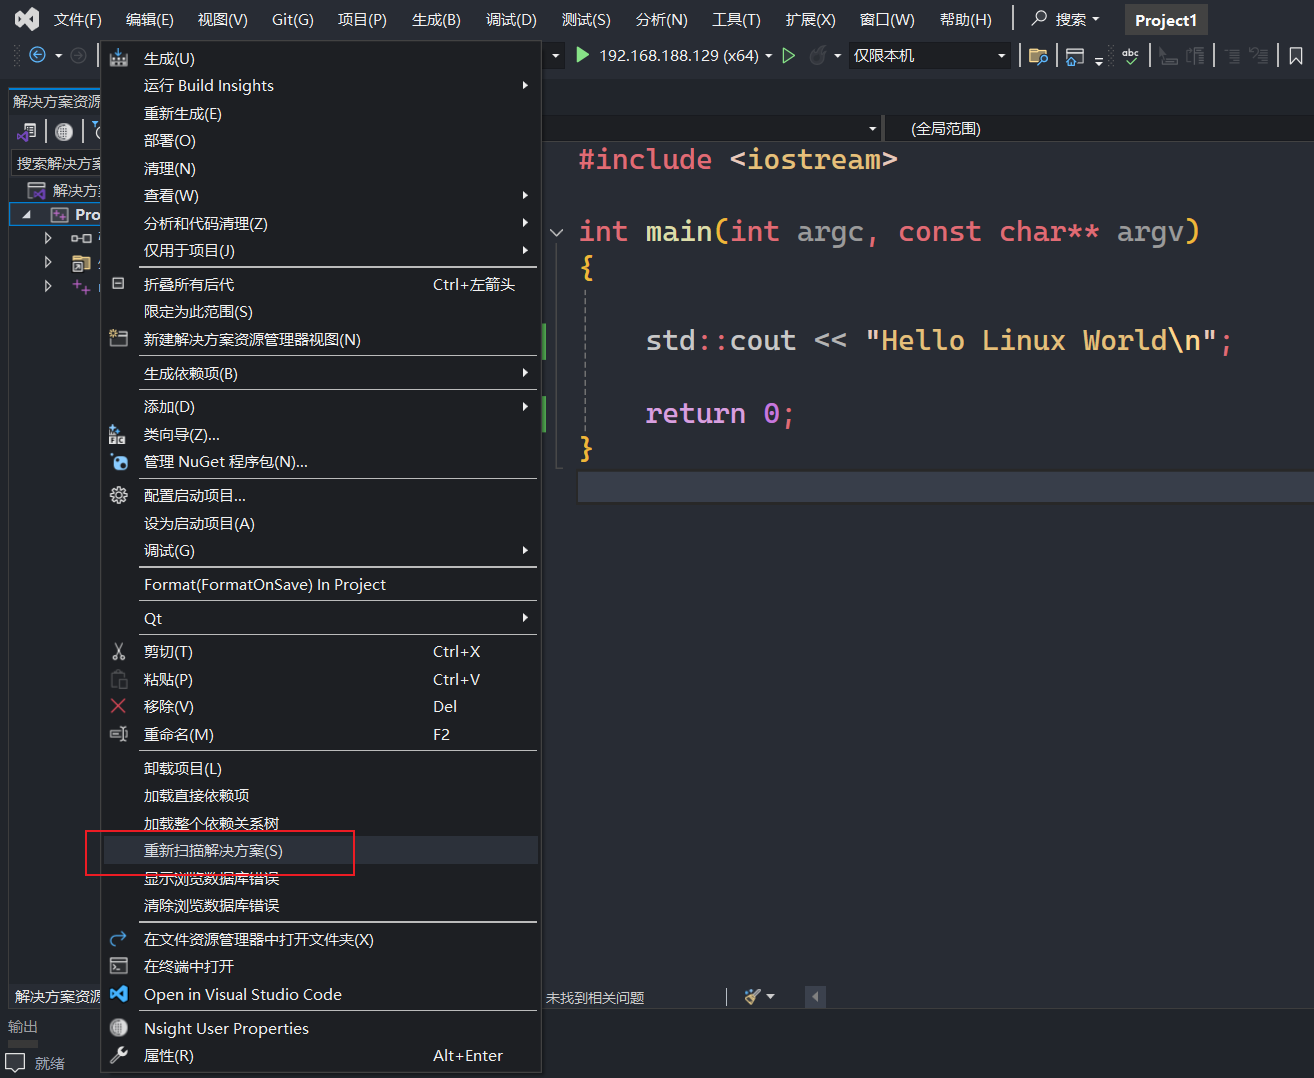 文件(F) 编辑(E) 视图(V) Git(G) 项目(P) 生成(B) 调试(D) 测试(S) 分析(N) 工具(T) 扩展(X) 窗口(W) 帮助(H) 搜索 Project1
192.168.188.129 (x64) 仅限本机
解决方案资源
搜索解决方案
解决方
Pro
生成(U)
运行 Build Insights
重新生成(E)
部署(O)
清理(N)
查看(W)
分析和代码清理(Z)
仅用于项目(J)
折叠所有后代 Ctrl+左箭头
限定为此范围(S)
新建解决方案资源管理器视图(N)
生成依赖项(B)
添加(D)
类向导(Z)...
管理 NuGet 程序包(N)...
配置启动项目...
设为启动项目(A)
调试(G)
Format(FormatOnSave) In Project
Qt
剪切(T) Ctrl+X
粘贴(P) Ctrl+V
移除(V) Del
重命名(M) F2
卸载项目(L)
加载直接依赖项
加载整个依赖关系树
重新扫描解决方案(S)
显示浏览数据库错误
清除浏览数据库错误
在文件资源管理器中打开文件夹(X)
在终端中打开
Open in Visual Studio Code
Nsight User Properties
属性(R) Alt+Enter
(全局范围)
#include <iostream>
int main(int argc, const char** argv)
{
std::cout << "Hello Linux World\n";
return 0;
}
未找到相关问题
解决方案资源
输出
就绪